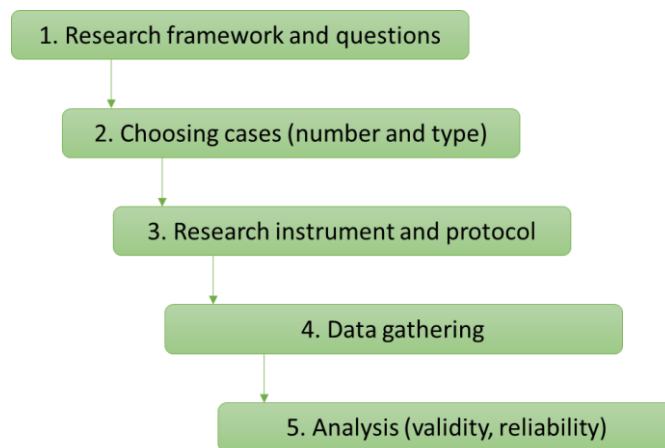 1. Research framework and questions
2. Choosing cases (number and type)
3. Research instrument and protocol
4. Data gathering
5. Analysis (validity, reliability)